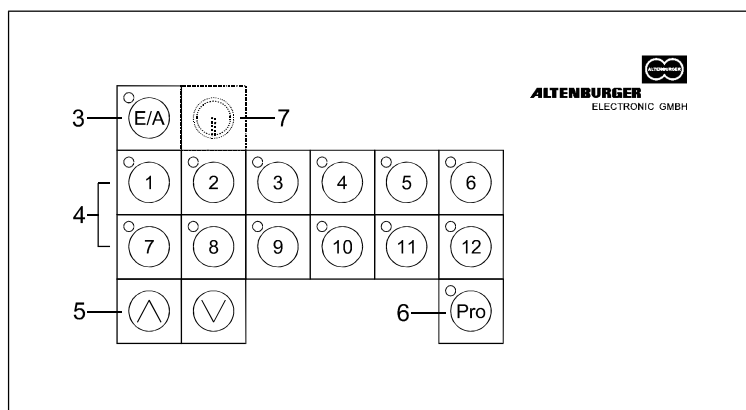 ALTENBURGER
ALTENBURGER
ELECTRONIC GMBH
3 E/A 7
1 2 3 4 5 6
4
7 8 9 10 11 12
5 6 Pro